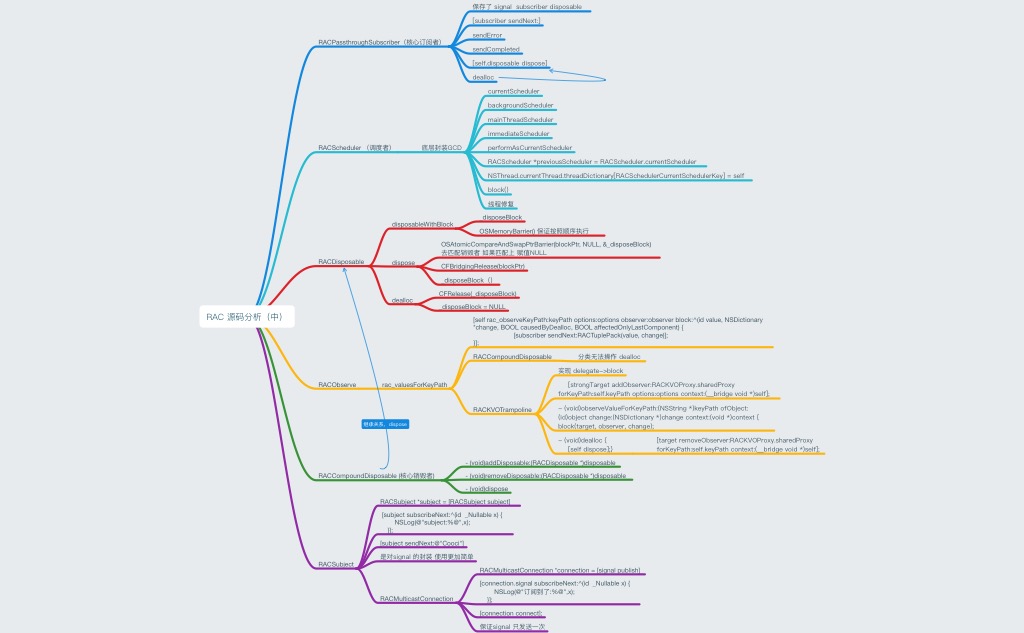 RAC 源码分析（中）
RACPassthroughSubscriber（核心订阅者）
保存了 signal  subscriber disposable
[subscriber sendNext:]
sendError
sendCompleted
[self.disposable dispose]
dealloc
RACScheduler （调度者）
底层封装GCD
currentScheduler
backgroundScheduler
mainThreadScheduler
immediateScheduler
performAsCurrentScheduler
RACScheduler *previousScheduler = RACScheduler.currentScheduler
NSThread.currentThread.threadDictionary[RACSchedulerCurrentSchedulerKey] = self
block()
线程修复
RACDisposable
disposableWithBlock
_disposeBlock
OSMemoryBarrier() 保证按照顺序执行
dispose
OSAtomicCompareAndSwapPtrBarrier(blockPtr, NULL, &_disposeBlock)
去匹配销毁者 如果匹配上 赋值NULL
CFBridgingRelease(blockPtr)
_disposeBlock（）
dealloc
CFRelease(_disposeBlock)
_disposeBlock = NULL
RACObserve
rac_valuesForKeyPath
[self rac_observeKeyPath:keyPath options:options observer:observer block:^(id value, NSDictionary
*change, BOOL causedByDealloc, BOOL affectedOnlyLastComponent) {
[subscriber sendNext:RACTuplePack(value, change)];
}];
RACCompoundDisposable
分类无法操作 dealloc
RACKVOTrampoline
实现 delegate->block
[strongTarget addObserver:RACKVOProxy.sharedProxy
forKeyPath:self.keyPath options:options context:(__bridge void *)self];
- (void)observeValueForKeyPath:(NSString *)keyPath ofObject:
(id)object change:(NSDictionary *)change context:(void *)context {
block(target, observer, change);
- (void)dealloc {
[self dispose];}
[target removeObserver:RACKVOProxy.sharedProxy
forKeyPath:self.keyPath context:(__bridge void *)self];
继承关系，dispose
RACCompoundDisposable (核心销毁者)
- (void)addDisposable:(RACDisposable *)disposable
- (void)removeDisposable:(RACDisposable *)disposable
- (void)dispose
RACSubject
RACSubject *subject = [RACSubject subject]
[subject subscribeNext:^(id  _Nullable x) {
NSLog(@"subject:%@",x);
}];
[subject sendNext:@"Cooci"]
是对signal 的封装 使用更加简单
RACMulticastConnection
RACMulticastConnection *connection = [signal publish]
[connection.signal subscribeNext:^(id  _Nullable x) {
NSLog(@"订阅到了:%@",x);
}];
[connection connect];
保证signal 只发送一次